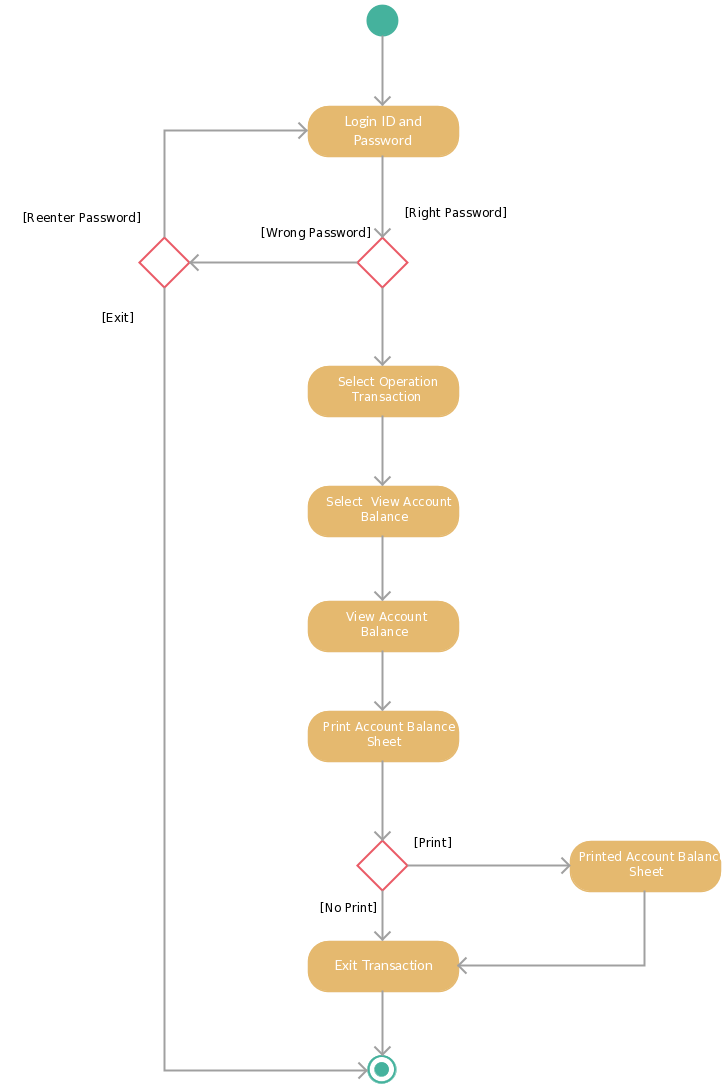 Login ID and
Password
[Reenter Password]
[Wrong Password]
[Right Password]
[Exit]
Select Operation
Transaction
Select  View Account
Balance
View Account
Balance
Print Account Balance
Sheet
[Print]
Printed Account Balance
Sheet
[No Print]
Exit Transaction